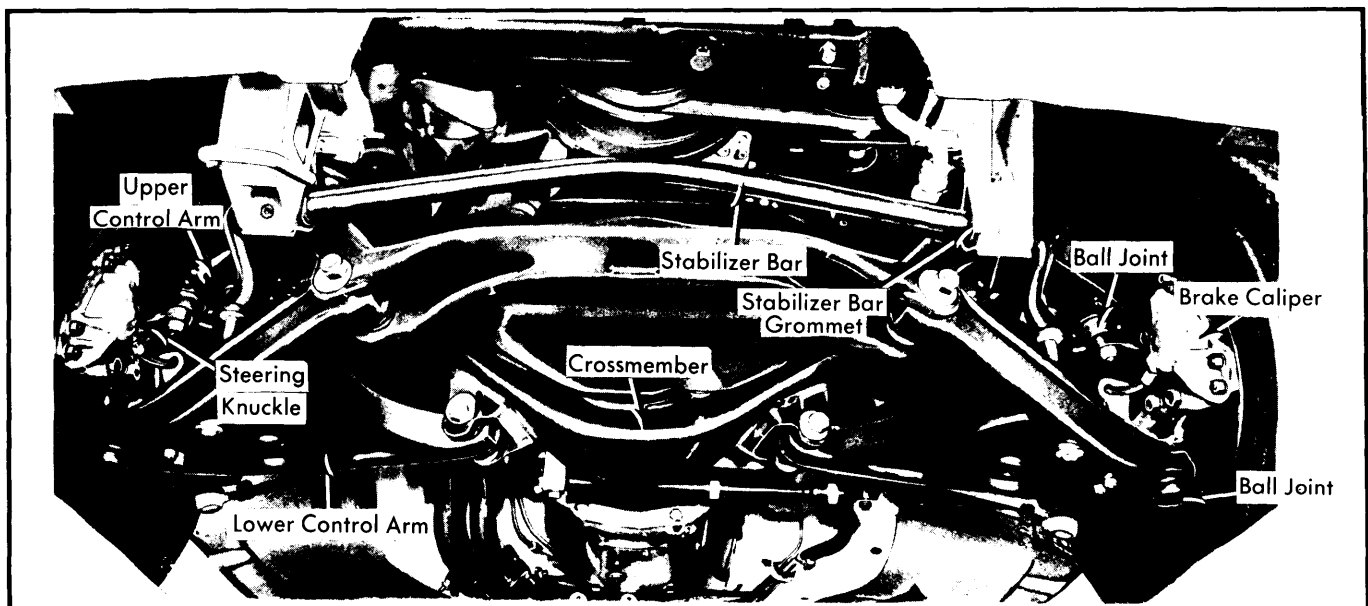 Upper
Control Arm
Stabilizer Bar
Ball Joint
Stabilizer Bar
Grommet
Brake Caliper
Steering
Knuckle
Crossmember
Ball Joint
Lower Control Arm